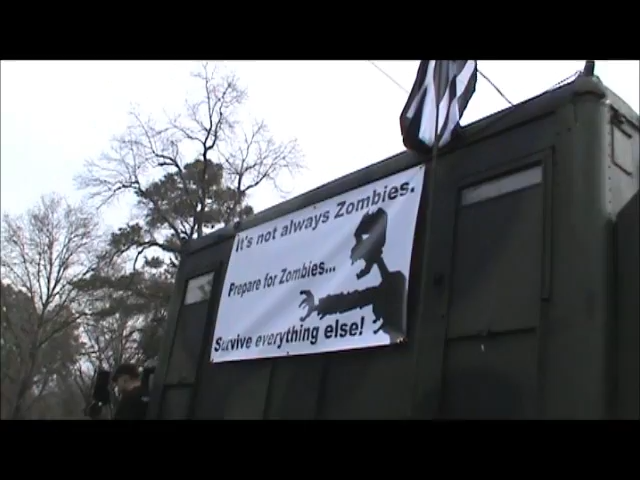 It's not always Zombies.
Prepare for Zombies...
Survive everything else!